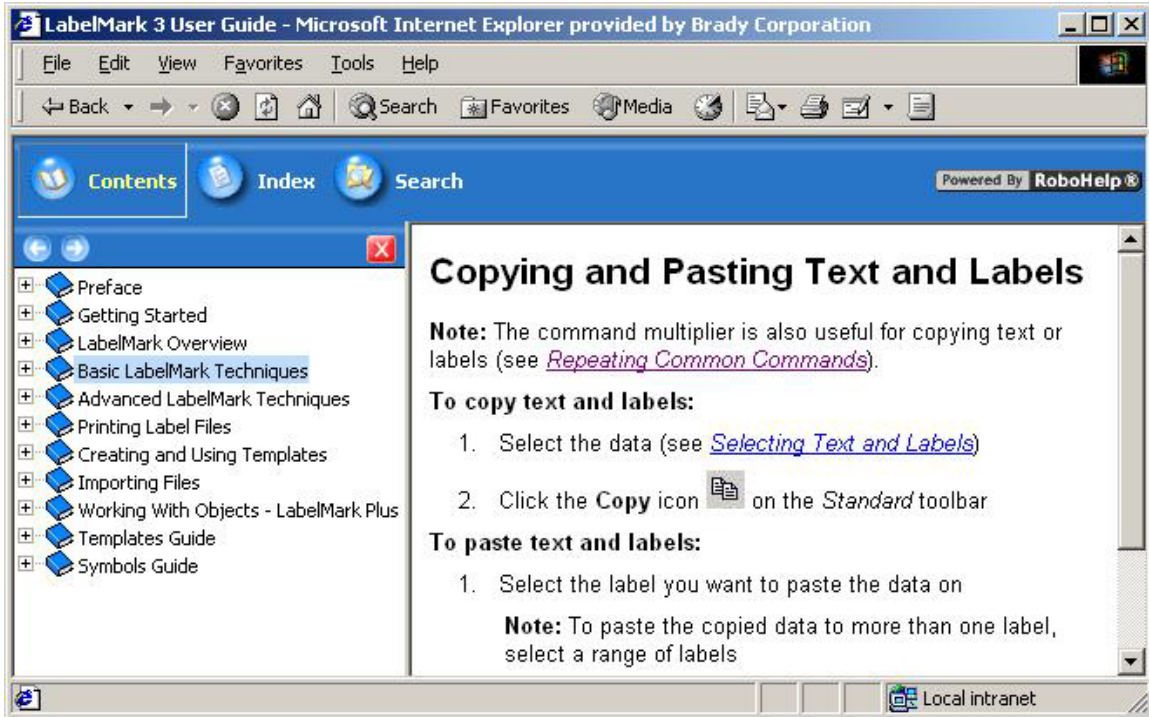 LabelMark 3 User Guide - Microsoft Internet Explorer provided by Brady Corporation
File Edit View Favorites Tools Help
Back Search Favorites Media
Contents Index Search Powered By RoboHelp®
Preface
Getting Started
LabelMark Overview
Basic LabelMark Techniques
Advanced LabelMark Techniques
Printing Label Files
Creating and Using Templates
Importing Files
Working With Objects - LabelMark Plus
Templates Guide
Symbols Guide
Copying and Pasting Text and Labels
Note: The command multiplier is also useful for copying text or
labels (see Repeating Common Commands).
To copy text and labels:
1. Select the data (see Selecting Text and Labels)
2. Click the Copy icon on the Standard toolbar
To paste text and labels:
1. Select the label you want to paste the data on
Note: To paste the copied data to more than one label,
select a range of labels
Local intranet